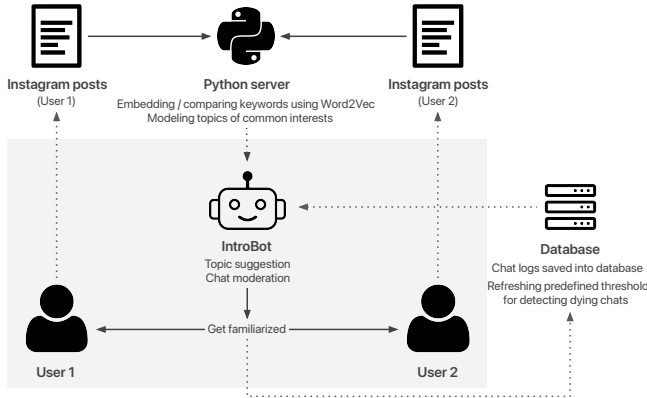 Instagram posts
(User 1)
Python server
Embedding / comparing keywords using Word2Vec
Modeling topics of common interests
Instagram posts
(User 2)
IntroBot
Topic suggestion
Chat moderation
Database
Chat logs saved into database
Refreshing predefined threshold
for detecting dying chats
Get familiarized
User 1
User 2